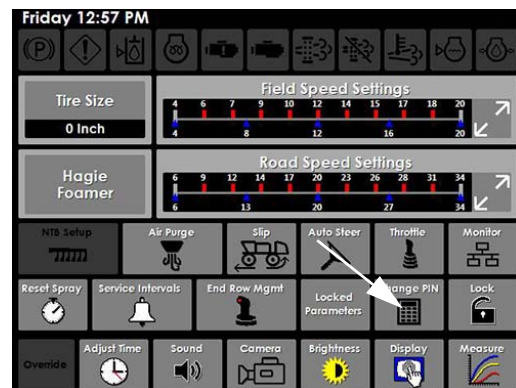 Friday 12:57 PM
Tire Size
0 Inch
Field Speed Settings
4 6 7 9 10 12 14 15 17 18 20
4 8 12 16 20
Hagie
Foamer
Road Speed Settings
6 9 12 14 17 20 23 26 28 31 34
6 13 20 27 34
NTB Setup Air Purge Slip Auto Steer Throttle Monitor
Reset Spray Service Intervals End Row Mgmt Locked
Parameters ange PIN Lock
Override Adjust Time Sound Camera Brightness Display Measure